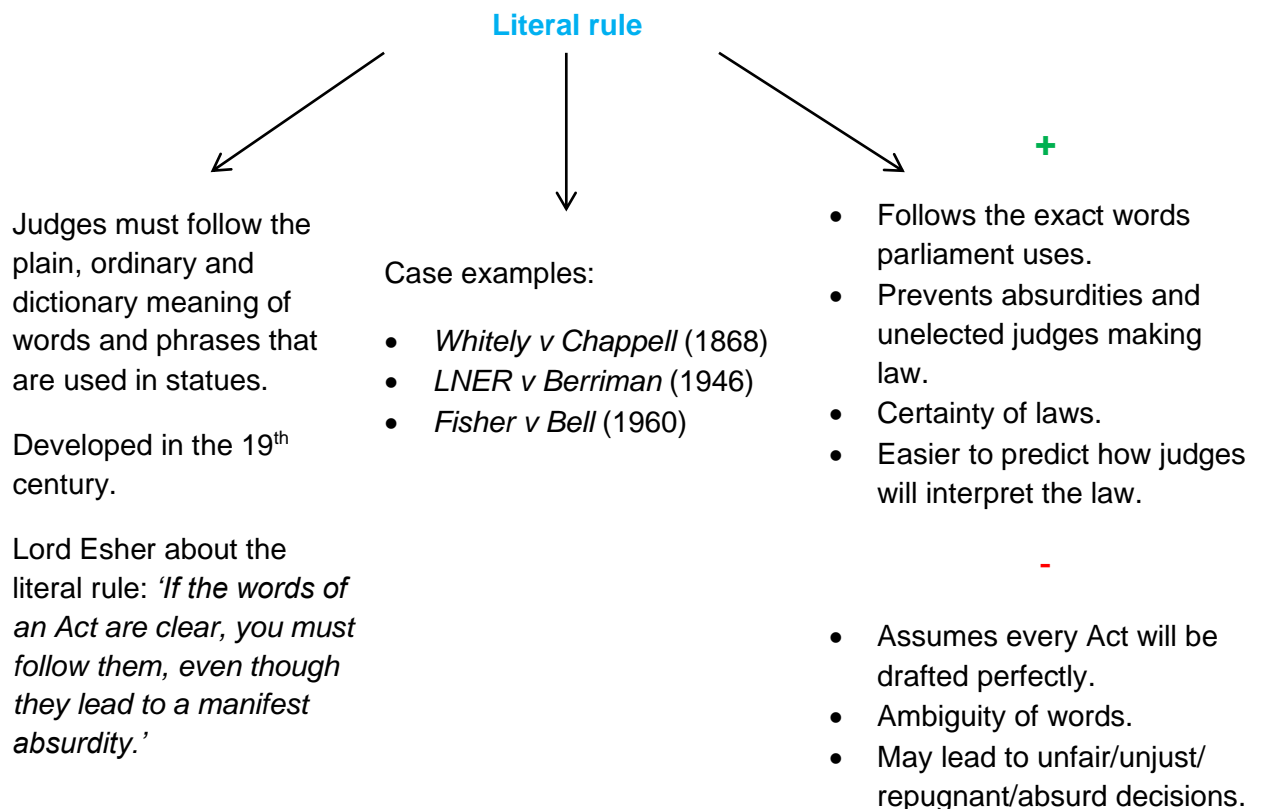 Literal rule
Judges must follow the
plain, ordinary and
dictionary meaning of
words and phrases that
are used in statues.
Developed in the 19th
century.
Lord Esher about the
literal rule: ‘If the words of
an Act are clear, you must
follow them, even though
they lead to a manifest
absurdity.’
Case examples:
• Whitely v Chappell (1868)
• LNER v Berriman (1946)
• Fisher v Bell (1960)
+
• Follows the exact words
parliament uses.
• Prevents absurdities and
unelected judges making
law.
• Certainty of laws.
• Easier to predict how judges
will interpret the law.
-
• Assumes every Act will be
drafted perfectly.
• Ambiguity of words.
• May lead to unfair/unjust/
repugnant/absurd decisions.